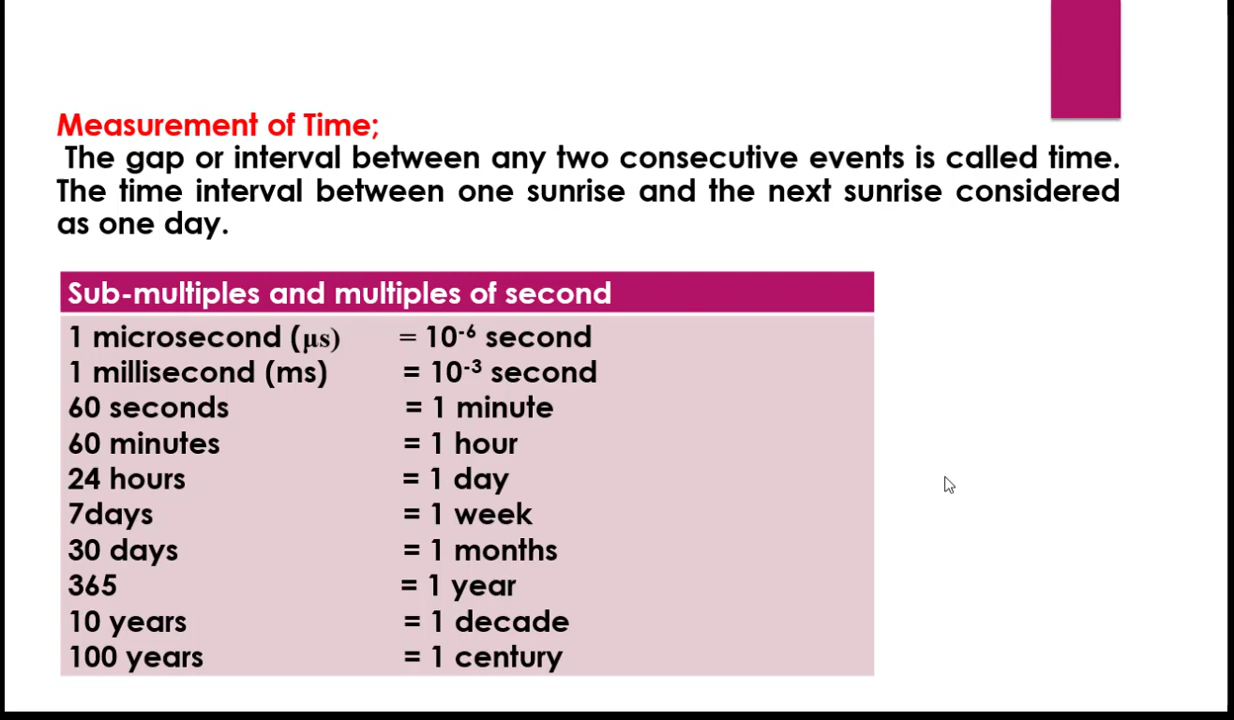 Measurement of Time;
The gap or interval between any two consecutive events is called time.
The time interval between one sunrise and the next sunrise considered
as one day.
Sub-multiples and multiples of second
1 microsecond (μs) = 10⁻⁶ second
1 millisecond (ms) = 10⁻³ second
60 seconds = 1 minute
60 minutes = 1 hour
24 hours = 1 day
7days = 1 week
30 days = 1 months
365 = 1 year
10 years = 1 decade
100 years = 1 century